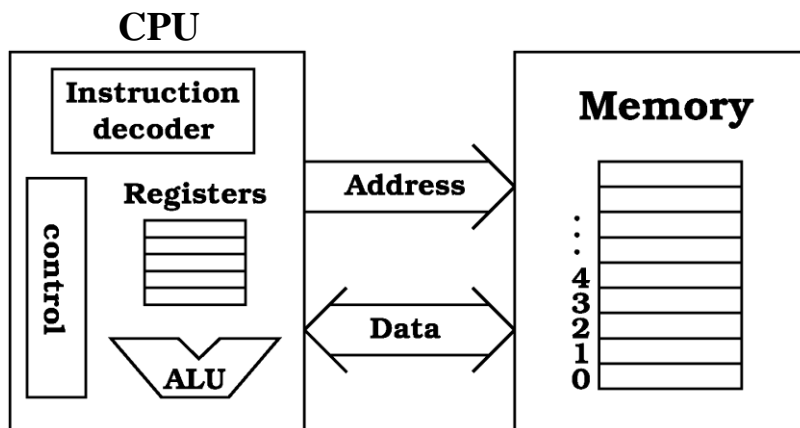 CPU
Instruction
decoder
Registers
control
ALU
Address
Data
Memory
.
.
.
4
3
2
1
0